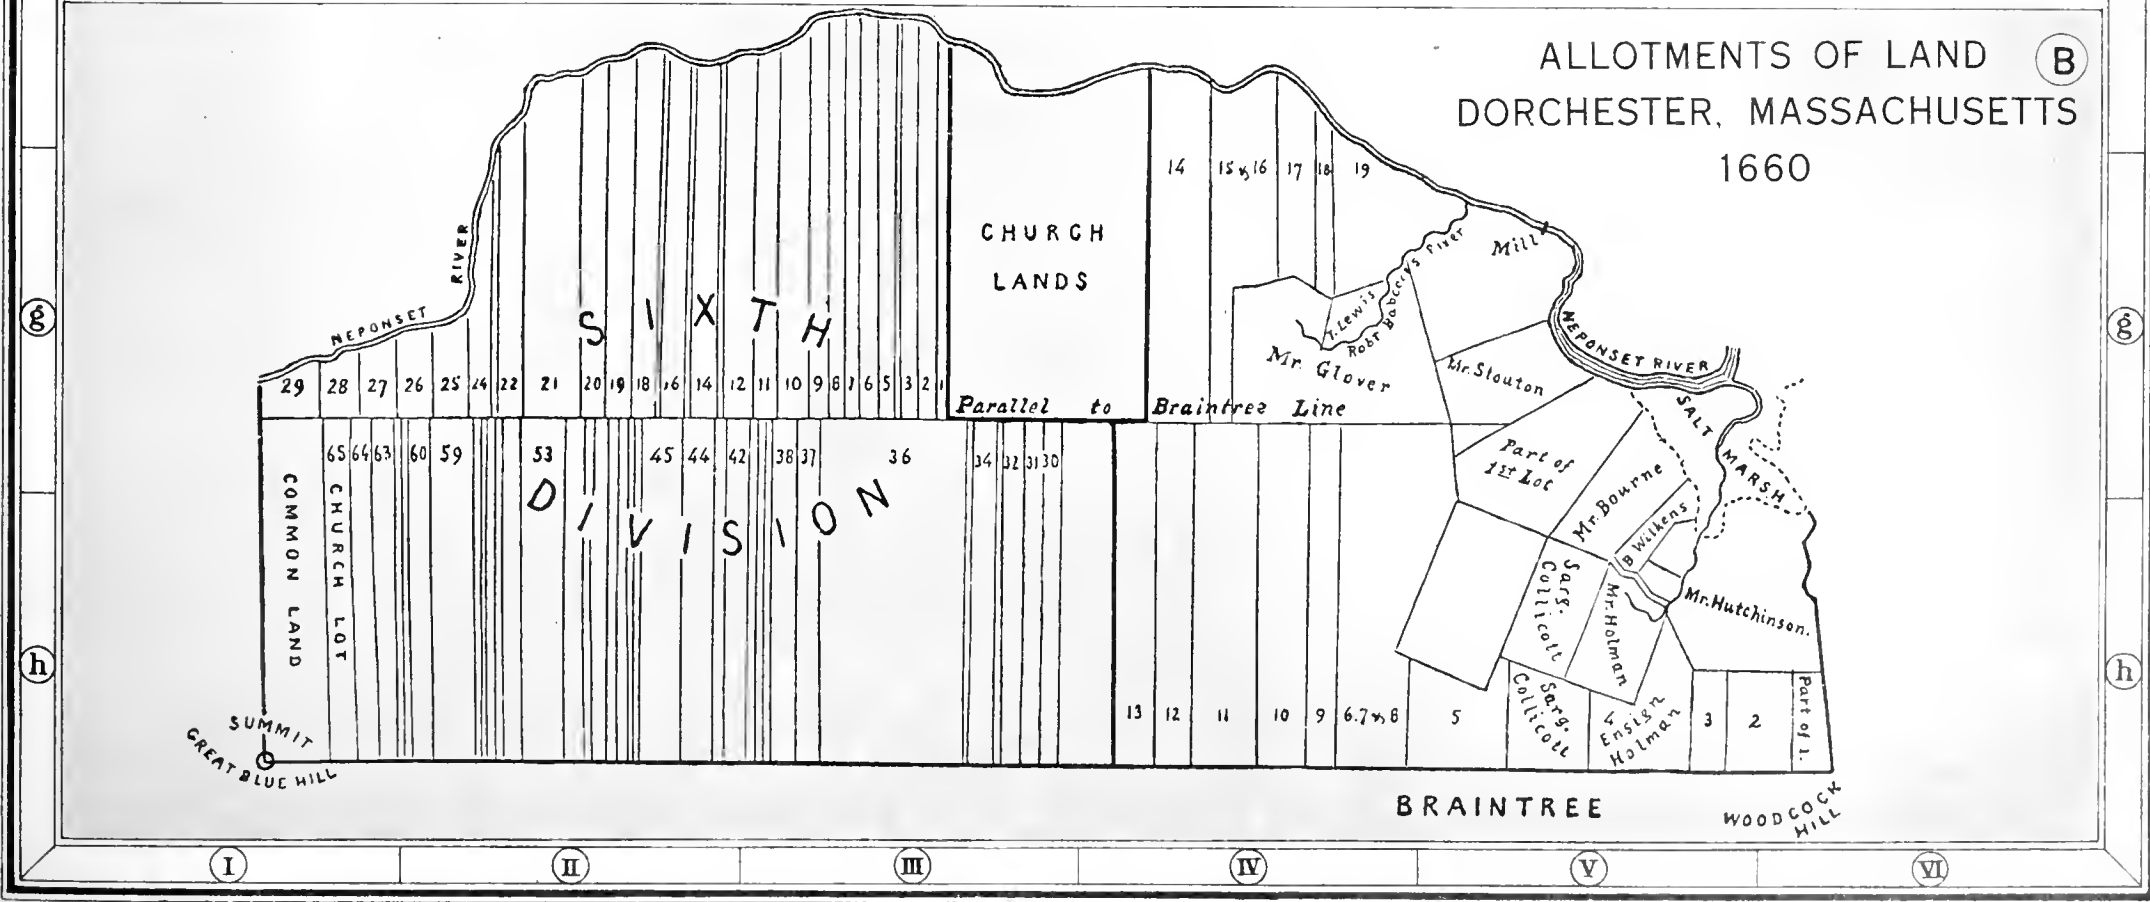 ALLOTMENTS OF LAND
B
DORCHESTER, MASSACHUSETTS
1660
14 15 & 16 17 18 19
CHURCH
LANDS
NEPONSET RIVER
Mill
Robt Babcock's River
T. Lewis
Mr. Glover
Mr. Stouton
NEPONSET RIVER
SIXTH
29 28 27 26 25 24 22 21 20 19 18 16 14 12 11 10 9 8 7 6 5 3 2 1
Parallel to Braintree Line
65 64 63 60 59 53 45 44 42 38 37 36 34 32 31 30
DIVISION
COMMON LAND
CHURCH LOT
Part of
1st Lot
SALT MARSH
Mr. Bourne
B Wilkens
Sarg.
Collicott
Mr. Holman
Mr. Hutchinson.
13 12 11 10 9 6.7 & 8 5
Sarg.
Collicott
4
Ensign
Holman
3 2
Part of 1.
SUMMIT
GREAT BLUE HILL
BRAINTREE
WOODCOCK
HILL
g
g
h
h
I II III IV V VI